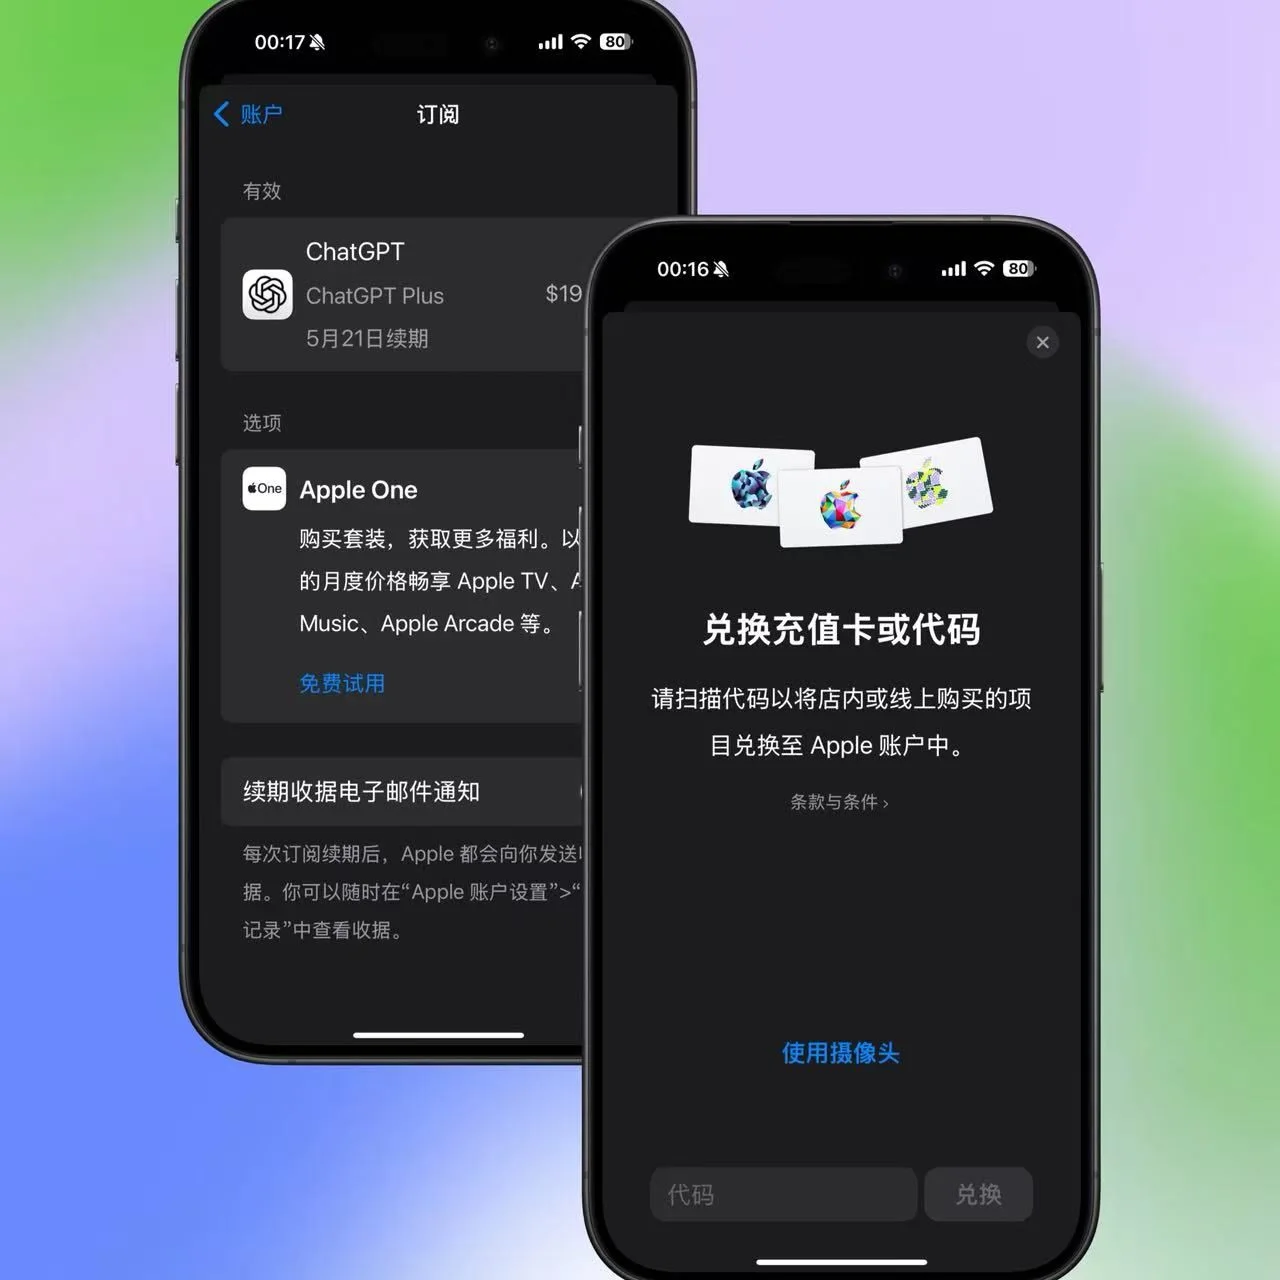 00:17
80
账户
订阅
有效
ChatGPT
ChatGPT Plus
$19
5月21日续期
选项
One
Apple One
购买套装，获取更多福利。以
的月度价格畅享 Apple TV、A
Music、Apple Arcade 等。
免费试用
续期收据电子邮件通知
每次订阅续期后，Apple 都会向你发送
据。你可以随时在“Apple 账户设置”>“
记录”中查看收据。
00:16
80
兑换充值卡或代码
请扫描代码以将店内或线上购买的项
目兑换至 Apple 账户中。
条款与条件 ›
使用摄像头
代码
兑换